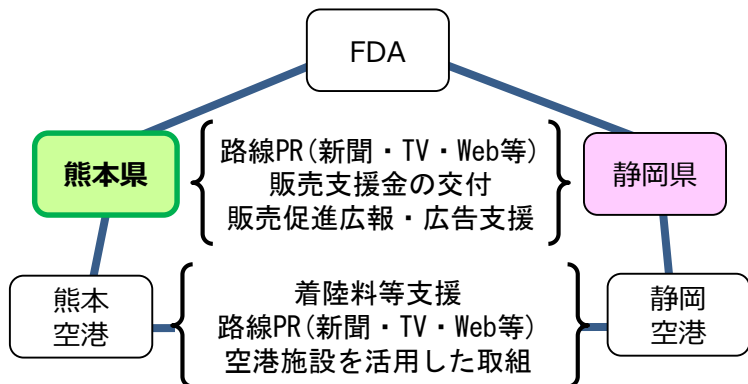 FDA
熊本県
路線PR(新聞・TV・Web等)
販売支援金の交付
販売促進広報・広告支援
静岡県
熊本
空港
着陸料等支援
路線PR(新聞・TV・Web等)
空港施設を活用した取組
静岡
空港